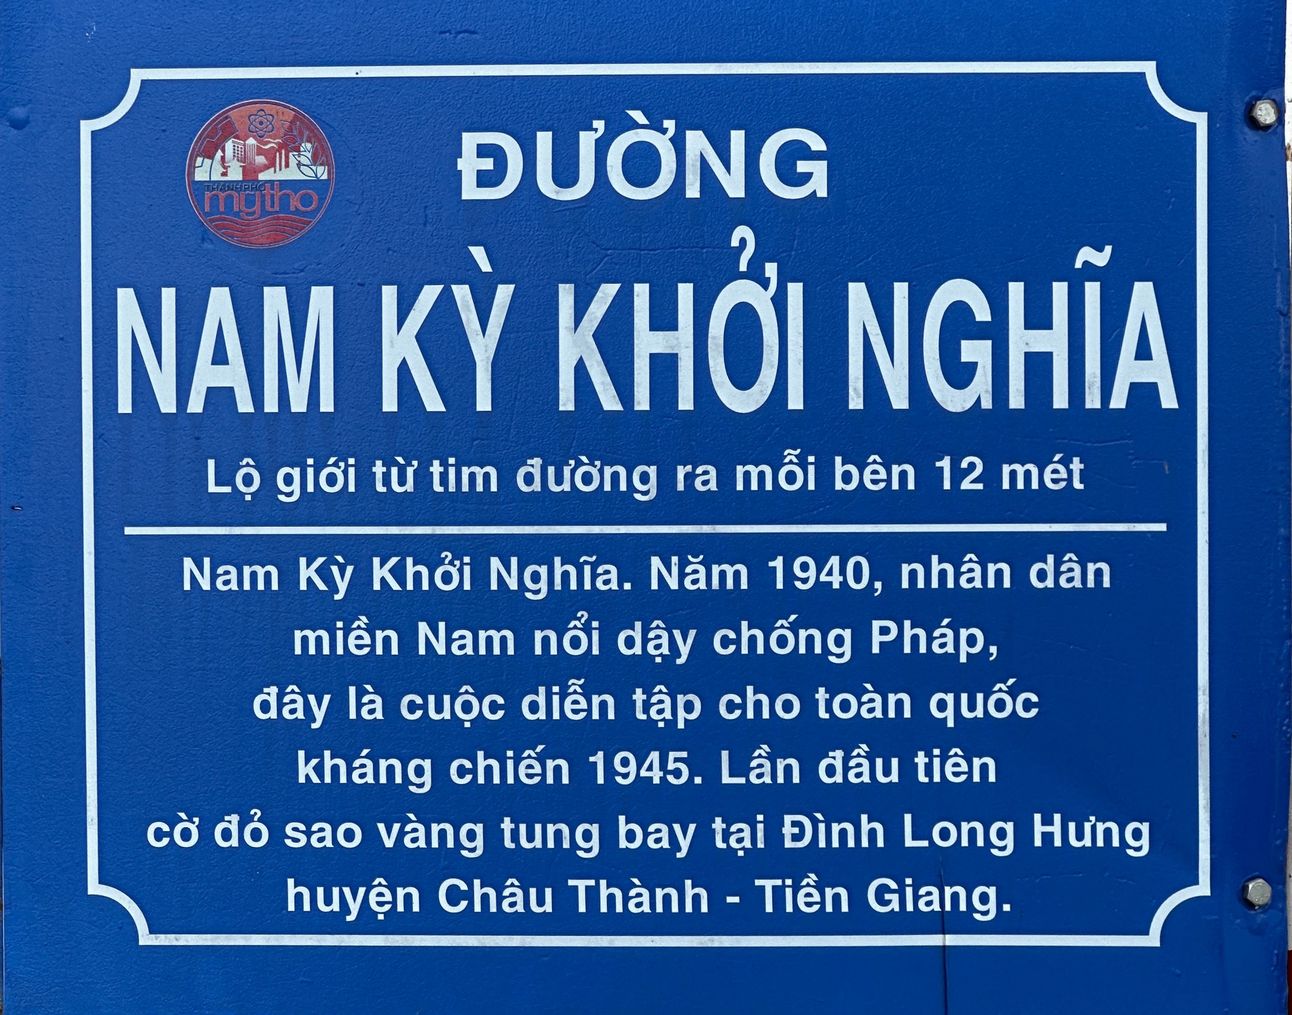 THÀNH PHỐ
mỹtho
ĐƯỜNG
NAM KỲ KHỞI NGHĨA
Lộ giới từ tim đường ra mỗi bên 12 mét
Nam Kỳ Khởi Nghĩa. Năm 1940, nhân dân
miền Nam nổi dậy chống Pháp,
đây là cuộc diễn tập cho toàn quốc
kháng chiến 1945. Lần đầu tiên
cờ đỏ sao vàng tung bay tại Đình Long Hưng
huyện Châu Thành - Tiền Giang.